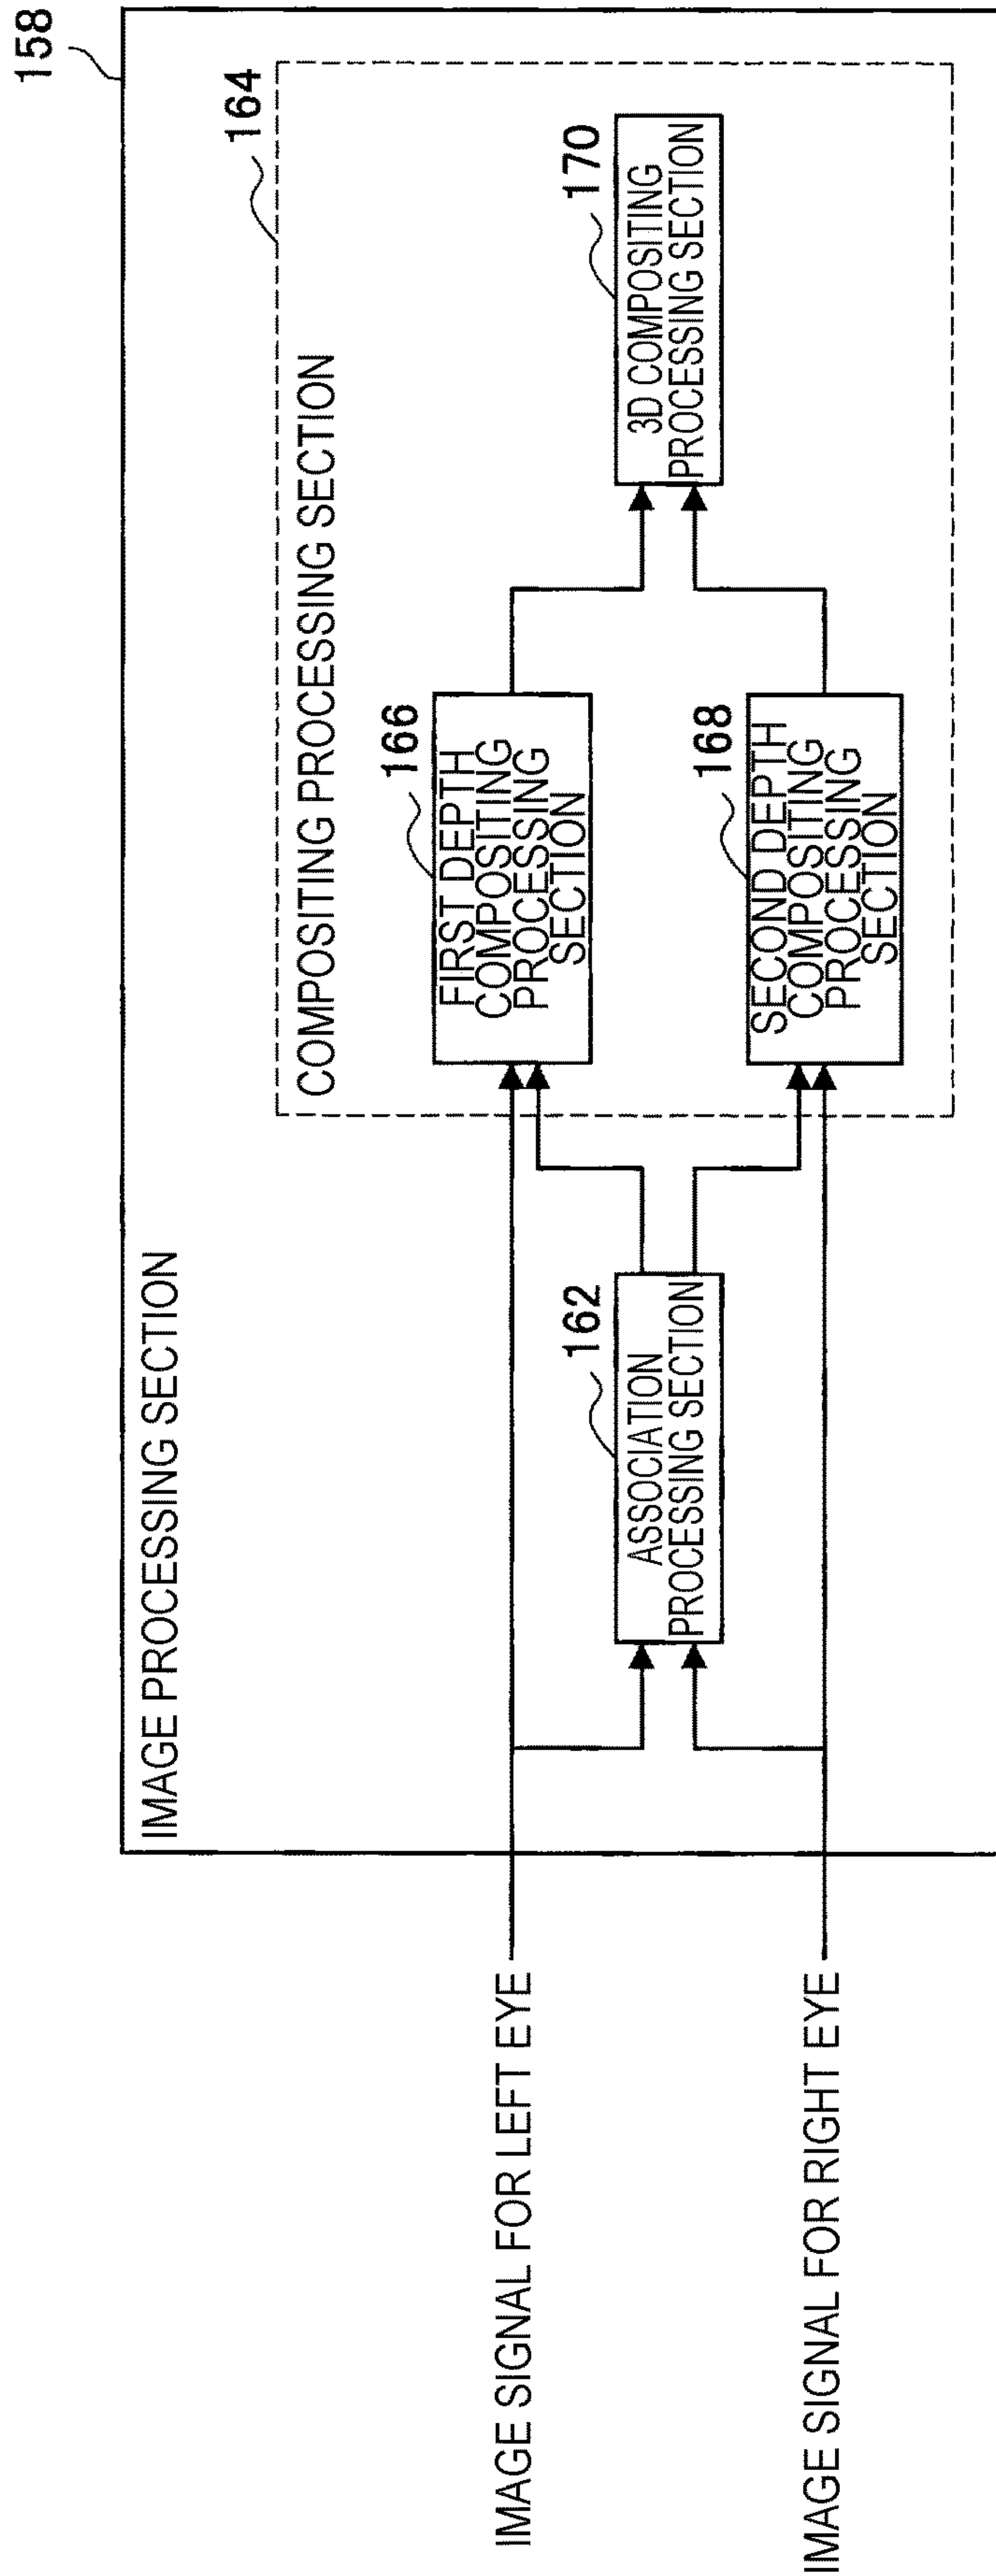 158
IMAGE PROCESSING SECTION
164
COMPOSITING PROCESSING SECTION
IMAGE SIGNAL FOR LEFT EYE
166
FIRST DEPTH
COMPOSITING
PROCESSING
SECTION
162
ASSOCIATION
PROCESSING SECTION
170
3D COMPOSITING
PROCESSING SECTION
168
SECOND DEPTH
COMPOSITING
PROCESSING
SECTION
IMAGE SIGNAL FOR RIGHT EYE